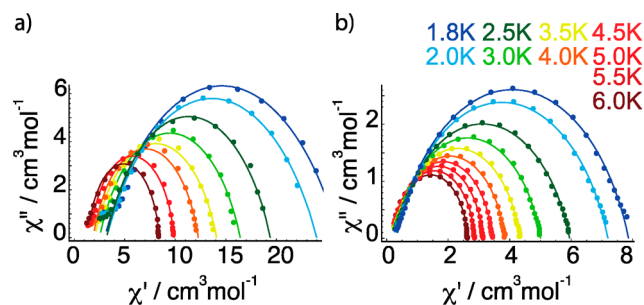 a)
6
4
2
0
0 5 10 15 20
χ'' / cm³mol⁻¹
χ' / cm³mol⁻¹
b)
1.8K 2.5K 3.5K 4.5K
2.0K 3.0K 4.0K 5.0K
5.5K
6.0K
2
1
0
0 2 4 6 8
χ'' / cm³mol⁻¹
χ' / cm³mol⁻¹